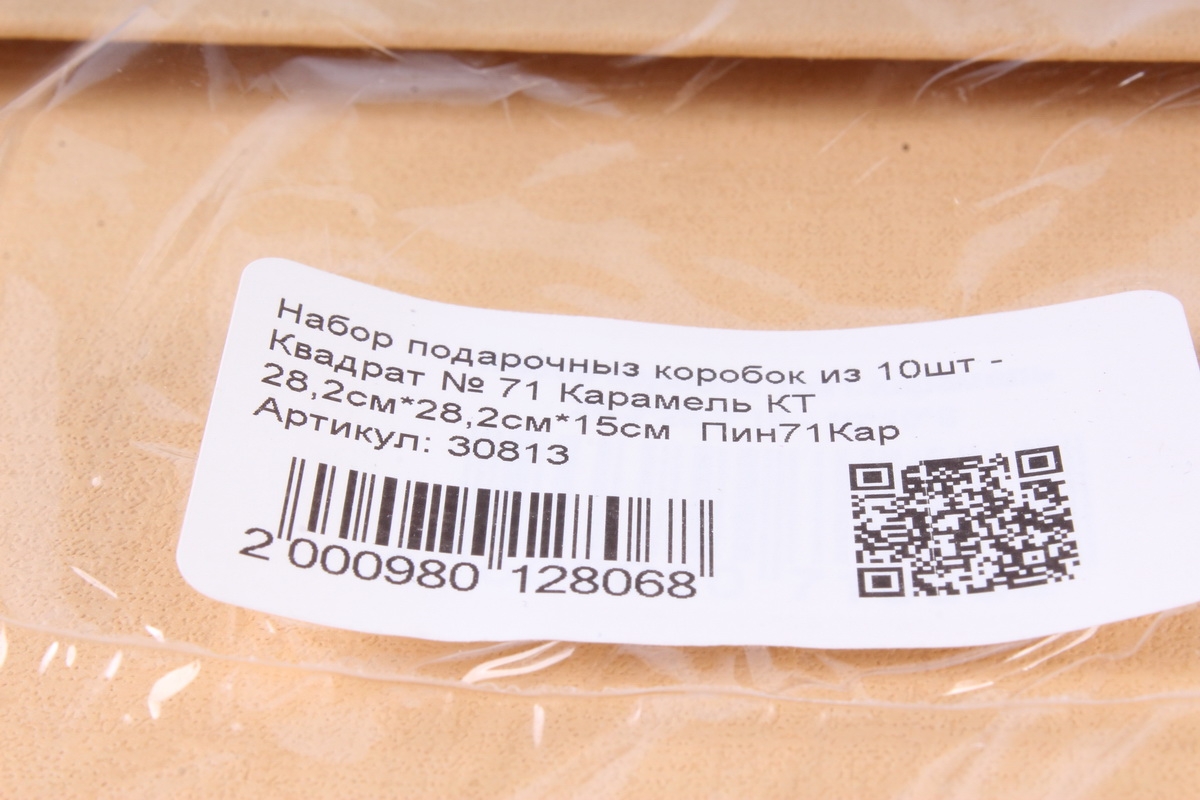 Набор подарочныз коробок из 10шт -
Квадрат № 71 Карамель КТ
28,2см*28,2см*15см Пин71Кар
Артикул: 30813
2 000980 128068